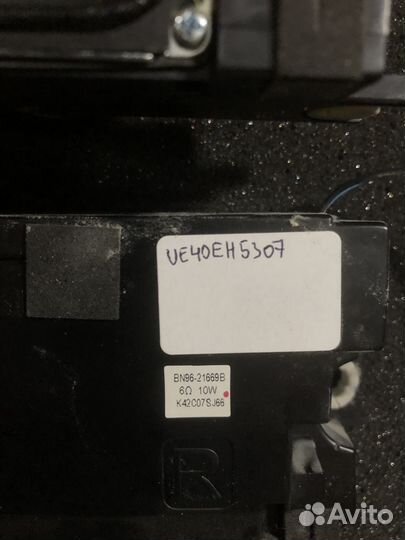 UE40EH5307
BN96-21669B
6Ω 10W
K42C07SJ66
R
Avito